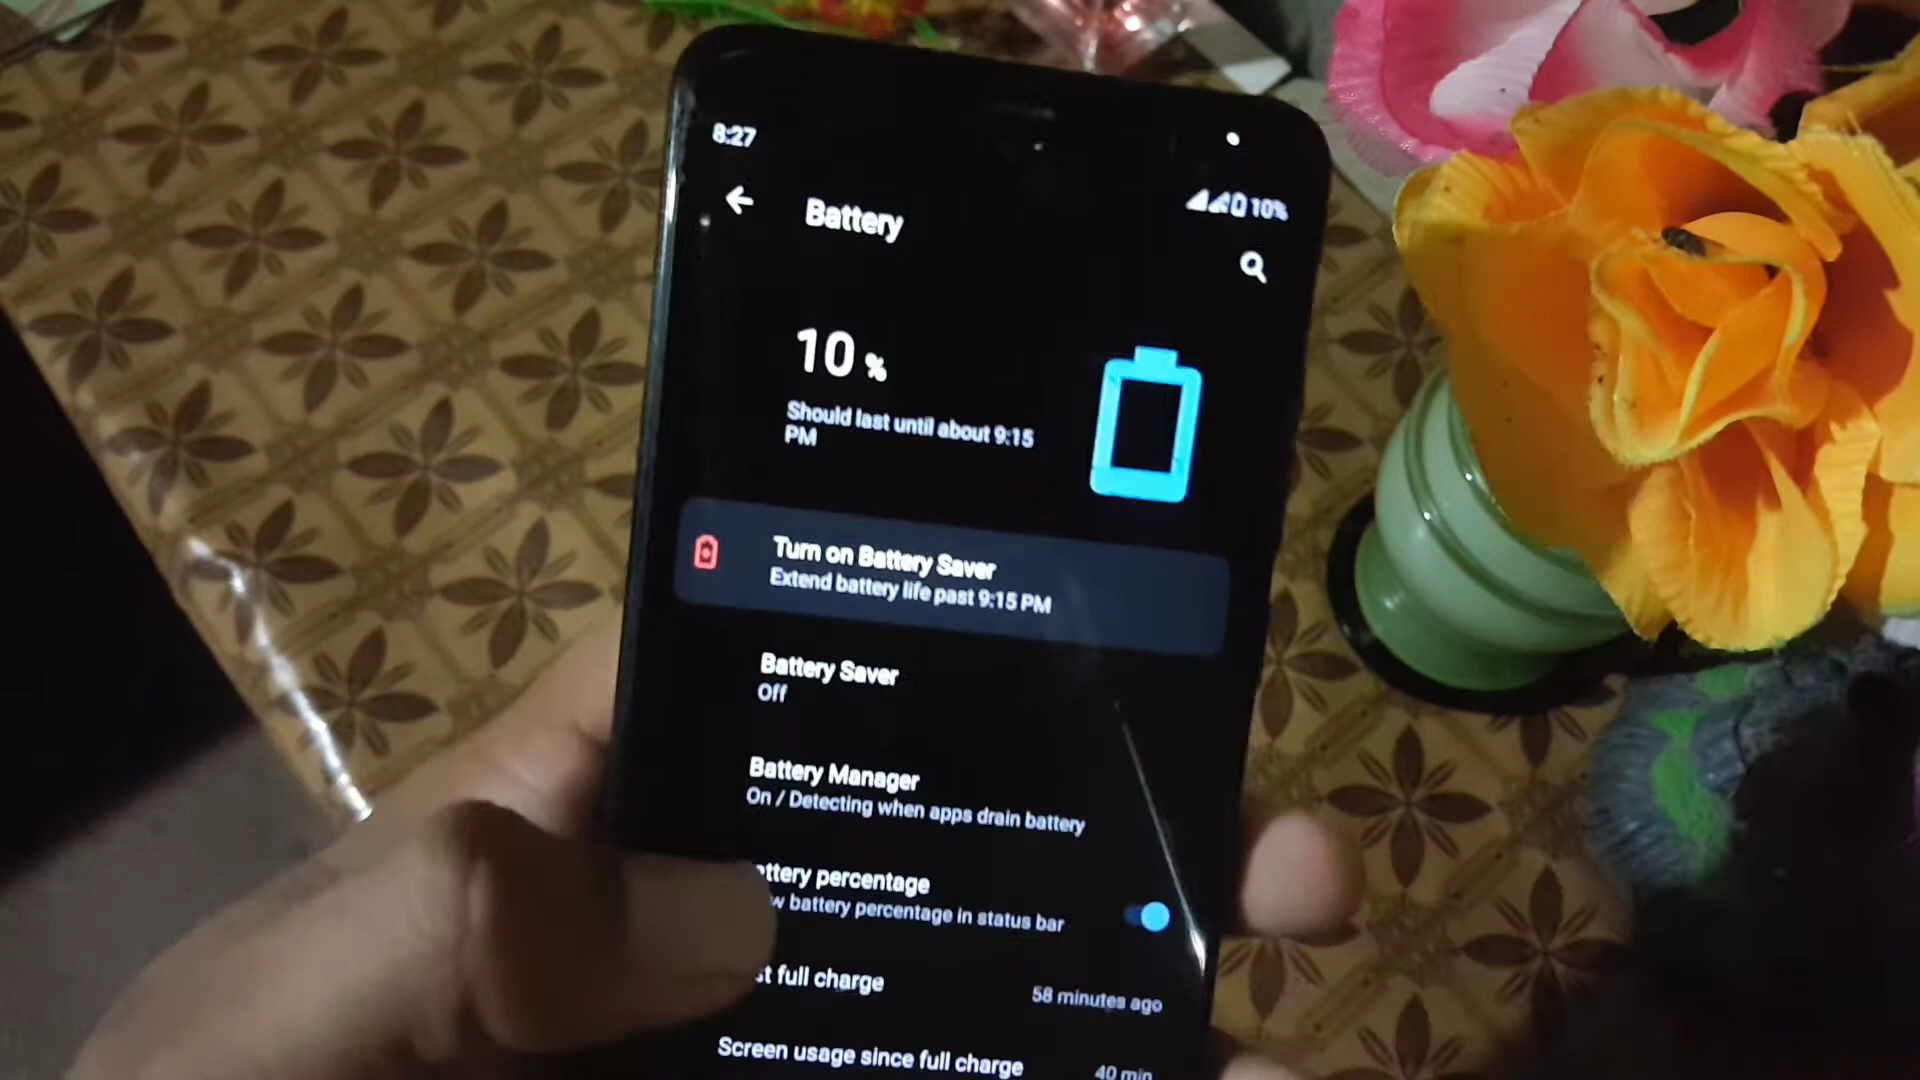 8:27
10%
Battery
10 %
Should last until about 9:15
PM
Turn on Battery Saver
Extend battery life past 9:15 PM
Battery Saver
Off
Battery Manager
On / Detecting when apps drain battery
ttery percentage
w battery percentage in status bar
t full charge
58 minutes ago
Screen usage since full charge
40 min